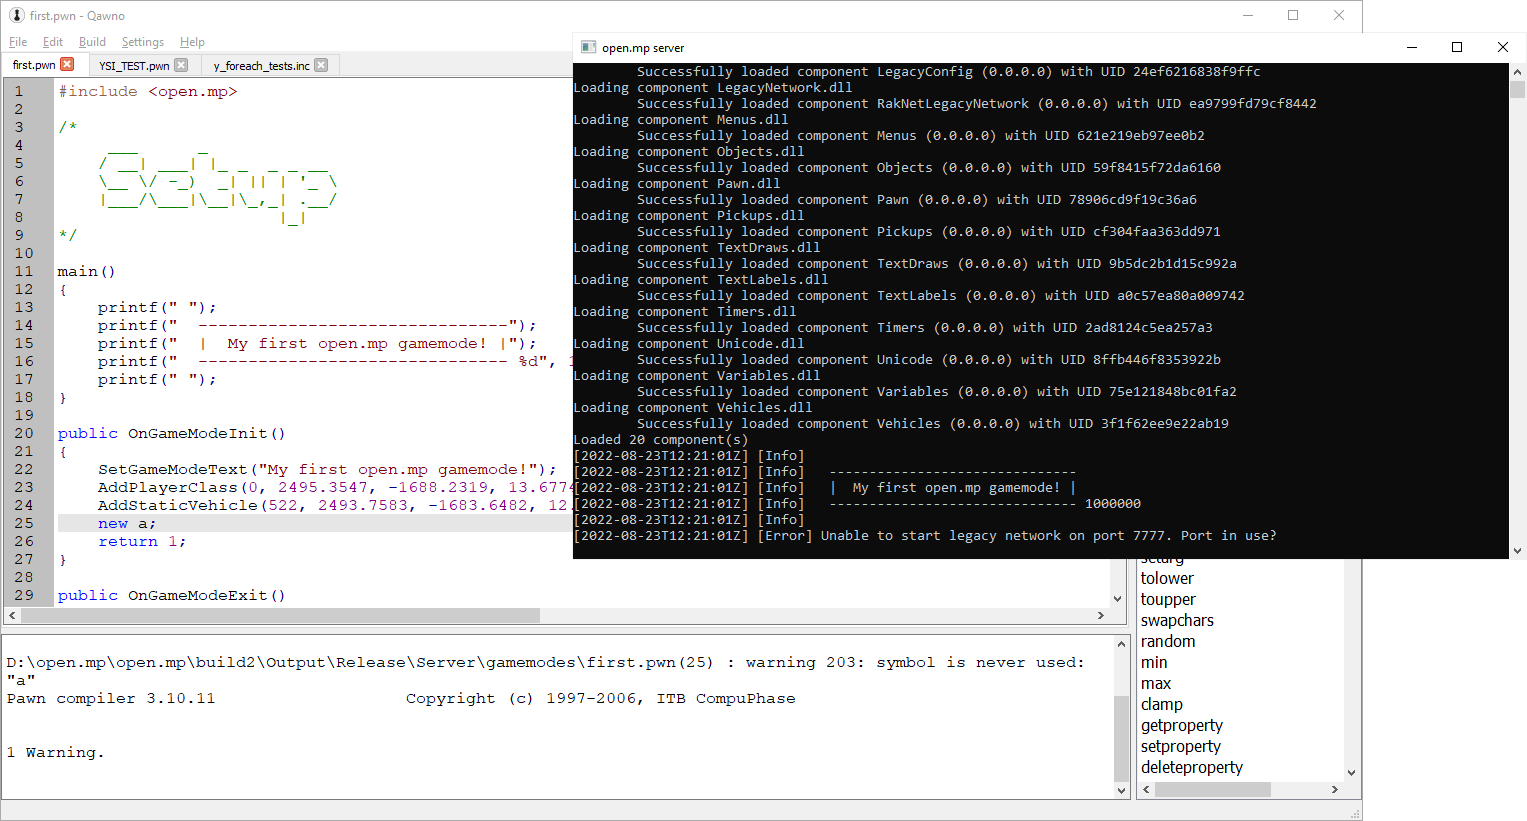 first.pwn - Qawno
File Edit Build Settings Help
first.pwn YSI_TEST.pwn y_foreach_tests.inc
1 #include <open.mp>
2
3 /*
4      ___      _
5     / __| ___| |_ _  _ _ __
6     \__ \/ -_)  _| || | '_ \
7     |___/\___|\__|\_,_| .__/
8                       |_|
9 */
10
11 main()
12 {
13     printf(" ");
14     printf("  -------------------------------");
15     printf("  |  My first open.mp gamemode! |");
16     printf("  ------------------------------- %d", 1
17     printf(" ");
18 }
19
20 public OnGameModeInit()
21 {
22     SetGameModeText("My first open.mp gamemode!");
23     AddPlayerClass(0, 2495.3547, -1688.2319, 13.6774
24     AddStaticVehicle(522, 2493.7583, -1683.6482, 12.
25     new a;
26     return 1;
27 }
28
29 public OnGameModeExit()
open.mp server
Successfully loaded component LegacyConfig (0.0.0.0) with UID 24ef6216838f9ffc
Loading component LegacyNetwork.dll
Successfully loaded component RakNetLegacyNetwork (0.0.0.0) with UID ea9799fd79cf8442
Loading component Menus.dll
Successfully loaded component Menus (0.0.0.0) with UID 621e219eb97ee0b2
Loading component Objects.dll
Successfully loaded component Objects (0.0.0.0) with UID 59f8415f72da6160
Loading component Pawn.dll
Successfully loaded component Pawn (0.0.0.0) with UID 78906cd9f19c36a6
Loading component Pickups.dll
Successfully loaded component Pickups (0.0.0.0) with UID cf304faa363dd971
Loading component TextDraws.dll
Successfully loaded component TextDraws (0.0.0.0) with UID 9b5dc2b1d15c992a
Loading component TextLabels.dll
Successfully loaded component TextLabels (0.0.0.0) with UID a0c57ea80a009742
Loading component Timers.dll
Successfully loaded component Timers (0.0.0.0) with UID 2ad8124c5ea257a3
Loading component Unicode.dll
Successfully loaded component Unicode (0.0.0.0) with UID 8ffb446f8353922b
Loading component Variables.dll
Successfully loaded component Variables (0.0.0.0) with UID 75e121848bc01fa2
Loading component Vehicles.dll
Successfully loaded component Vehicles (0.0.0.0) with UID 3f1f62ee9e22ab19
Loaded 20 component(s)
[2022-08-23T12:21:01Z] [Info]
[2022-08-23T12:21:01Z] [Info]   -------------------------------
[2022-08-23T12:21:01Z] [Info]   |  My first open.mp gamemode! |
[2022-08-23T12:21:01Z] [Info]   ------------------------------- 1000000
[2022-08-23T12:21:01Z] [Info]
[2022-08-23T12:21:01Z] [Error] Unable to start legacy network on port 7777. Port in use?
tolower
toupper
swapchars
random
min
max
clamp
getproperty
setproperty
deleteproperty
D:\open.mp\open.mp\build2\Output\Release\Server\gamemodes\first.pwn(25) : warning 203: symbol is never used:
"a"
Pawn compiler 3.10.11 Copyright (c) 1997-2006, ITB CompuPhase
1 Warning.